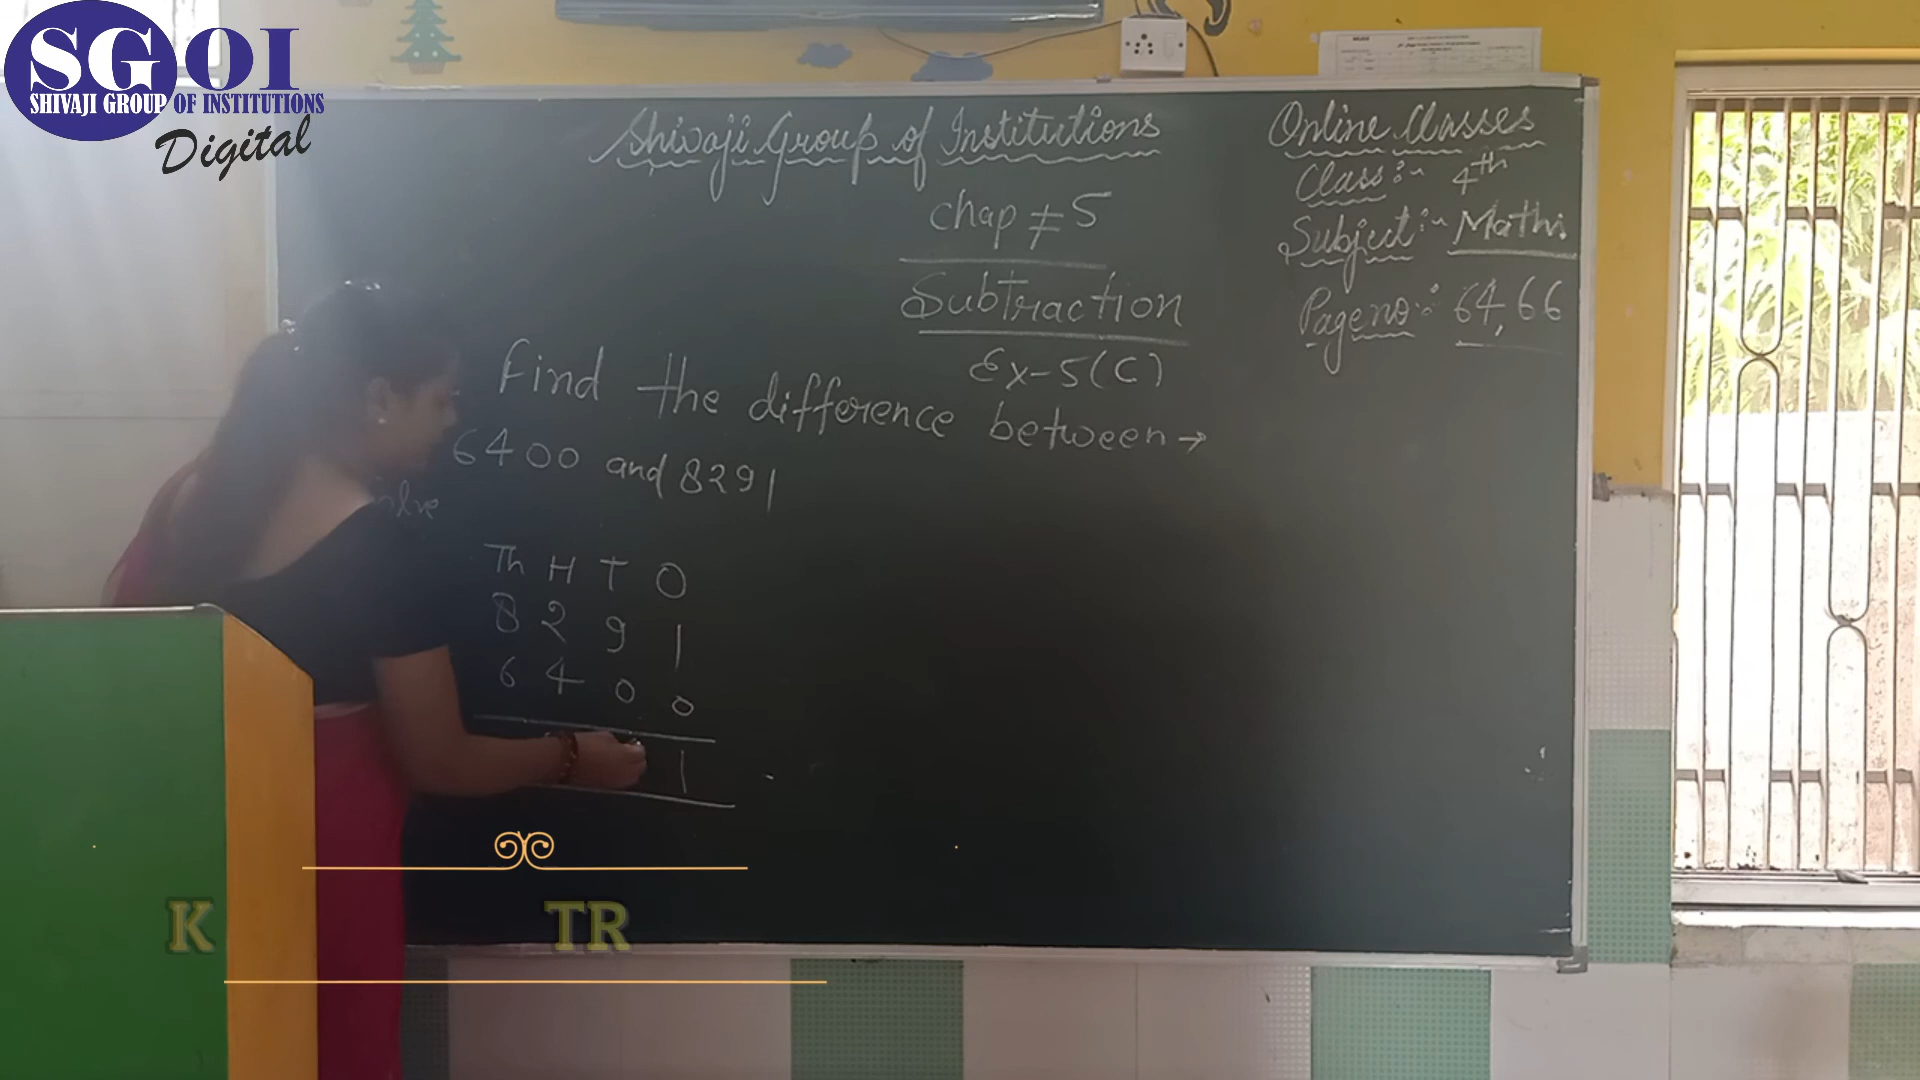 SGOI
SHIVAJI GROUP OF INSTITUTIONS
Digital
Shivaji Group of Institutions
Online Classes
Class:- 4th
Subject:- Maths
Page no:- 64,66
chap ≠ 5
Subtraction
Ex-5(C)
Find the difference between →
6400 and 8291
Th H T O
8 2 9 1
6 4 0 0
1
K TR